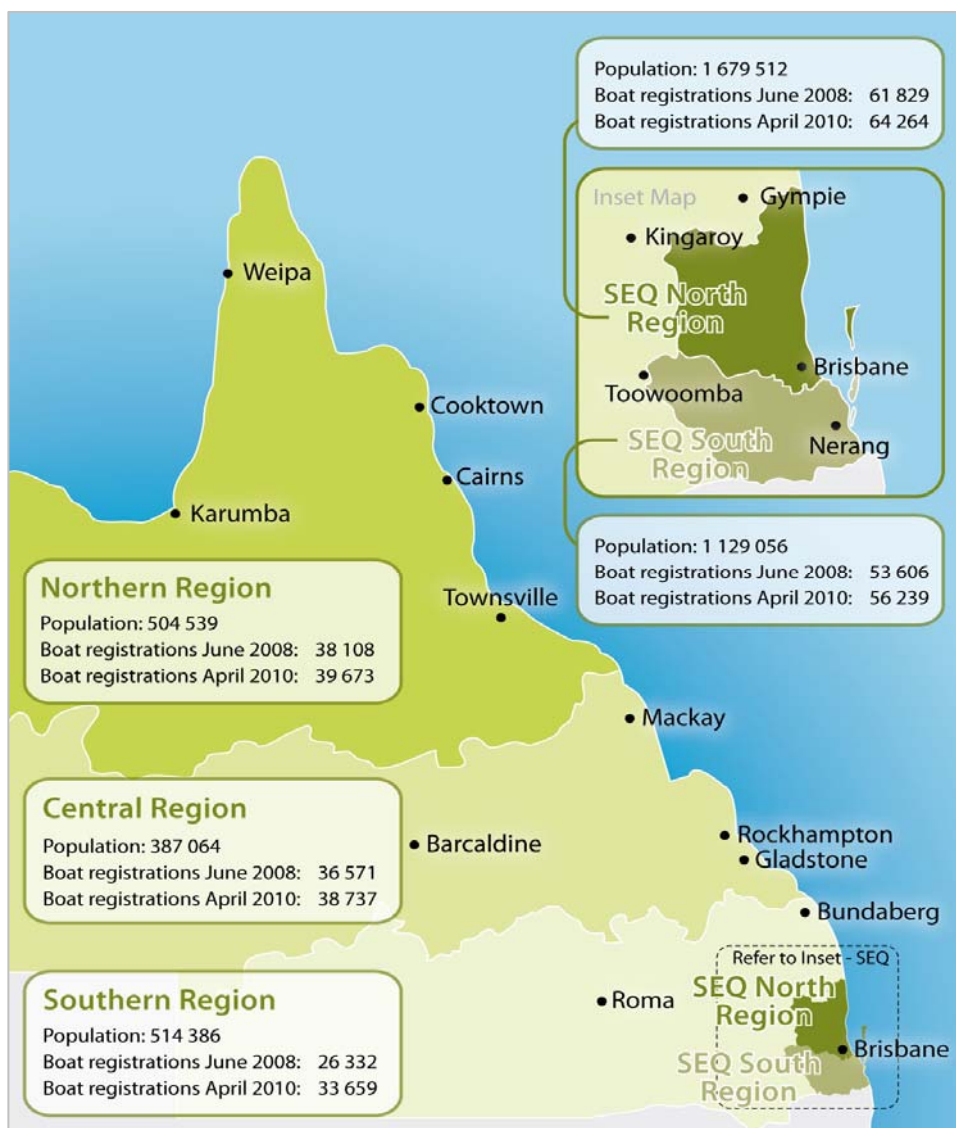 Population: 1 679 512
Boat registrations June 2008: 61 829
Boat registrations April 2010: 64 264
Inset Map
Gympie
Kingaroy
SEQ North
Region
Brisbane
Toowoomba
SEQ South
Region
Nerang
Population: 1 129 056
Boat registrations June 2008: 53 606
Boat registrations April 2010: 56 239
Weipa
Cooktown
Cairns
Karumba
Townsville
Northern Region
Population: 504 539
Boat registrations June 2008: 38 108
Boat registrations April 2010: 39 673
Mackay
Central Region
Population: 387 064
Boat registrations June 2008: 36 571
Boat registrations April 2010: 38 737
Barcaldine
Rockhampton
Gladstone
Bundaberg
Refer to Inset - SEQ
SEQ North
Region
Roma
Brisbane
SEQ South
Region
Southern Region
Population: 514 386
Boat registrations June 2008: 26 332
Boat registrations April 2010: 33 659